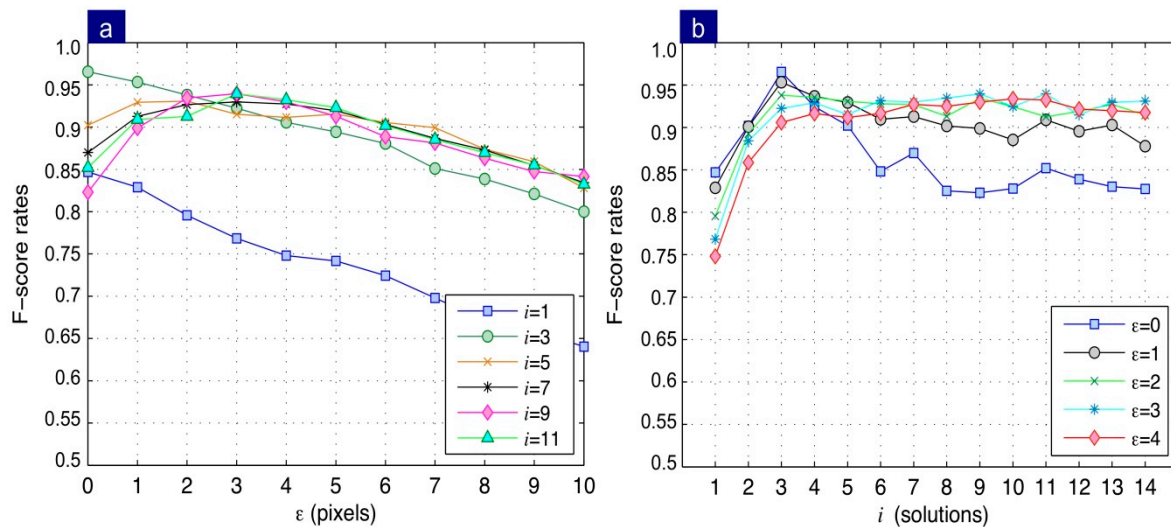 a
1.0
0.95
0.9
0.85
0.8
0.75
0.7
0.65
0.6
0.55
0.5
0 1 2 3 4 5 6 7 8 9 10
F-score rates
ε (pixels)
i=1
i=3
i=5
i=7
i=9
i=11
b
1.0
0.95
0.9
0.85
0.8
0.75
0.7
0.65
0.6
0.55
0.5
1 2 3 4 5 6 7 8 9 10 11 12 13 14
F-score rates
i (solutions)
ε=0
ε=1
ε=2
ε=3
ε=4